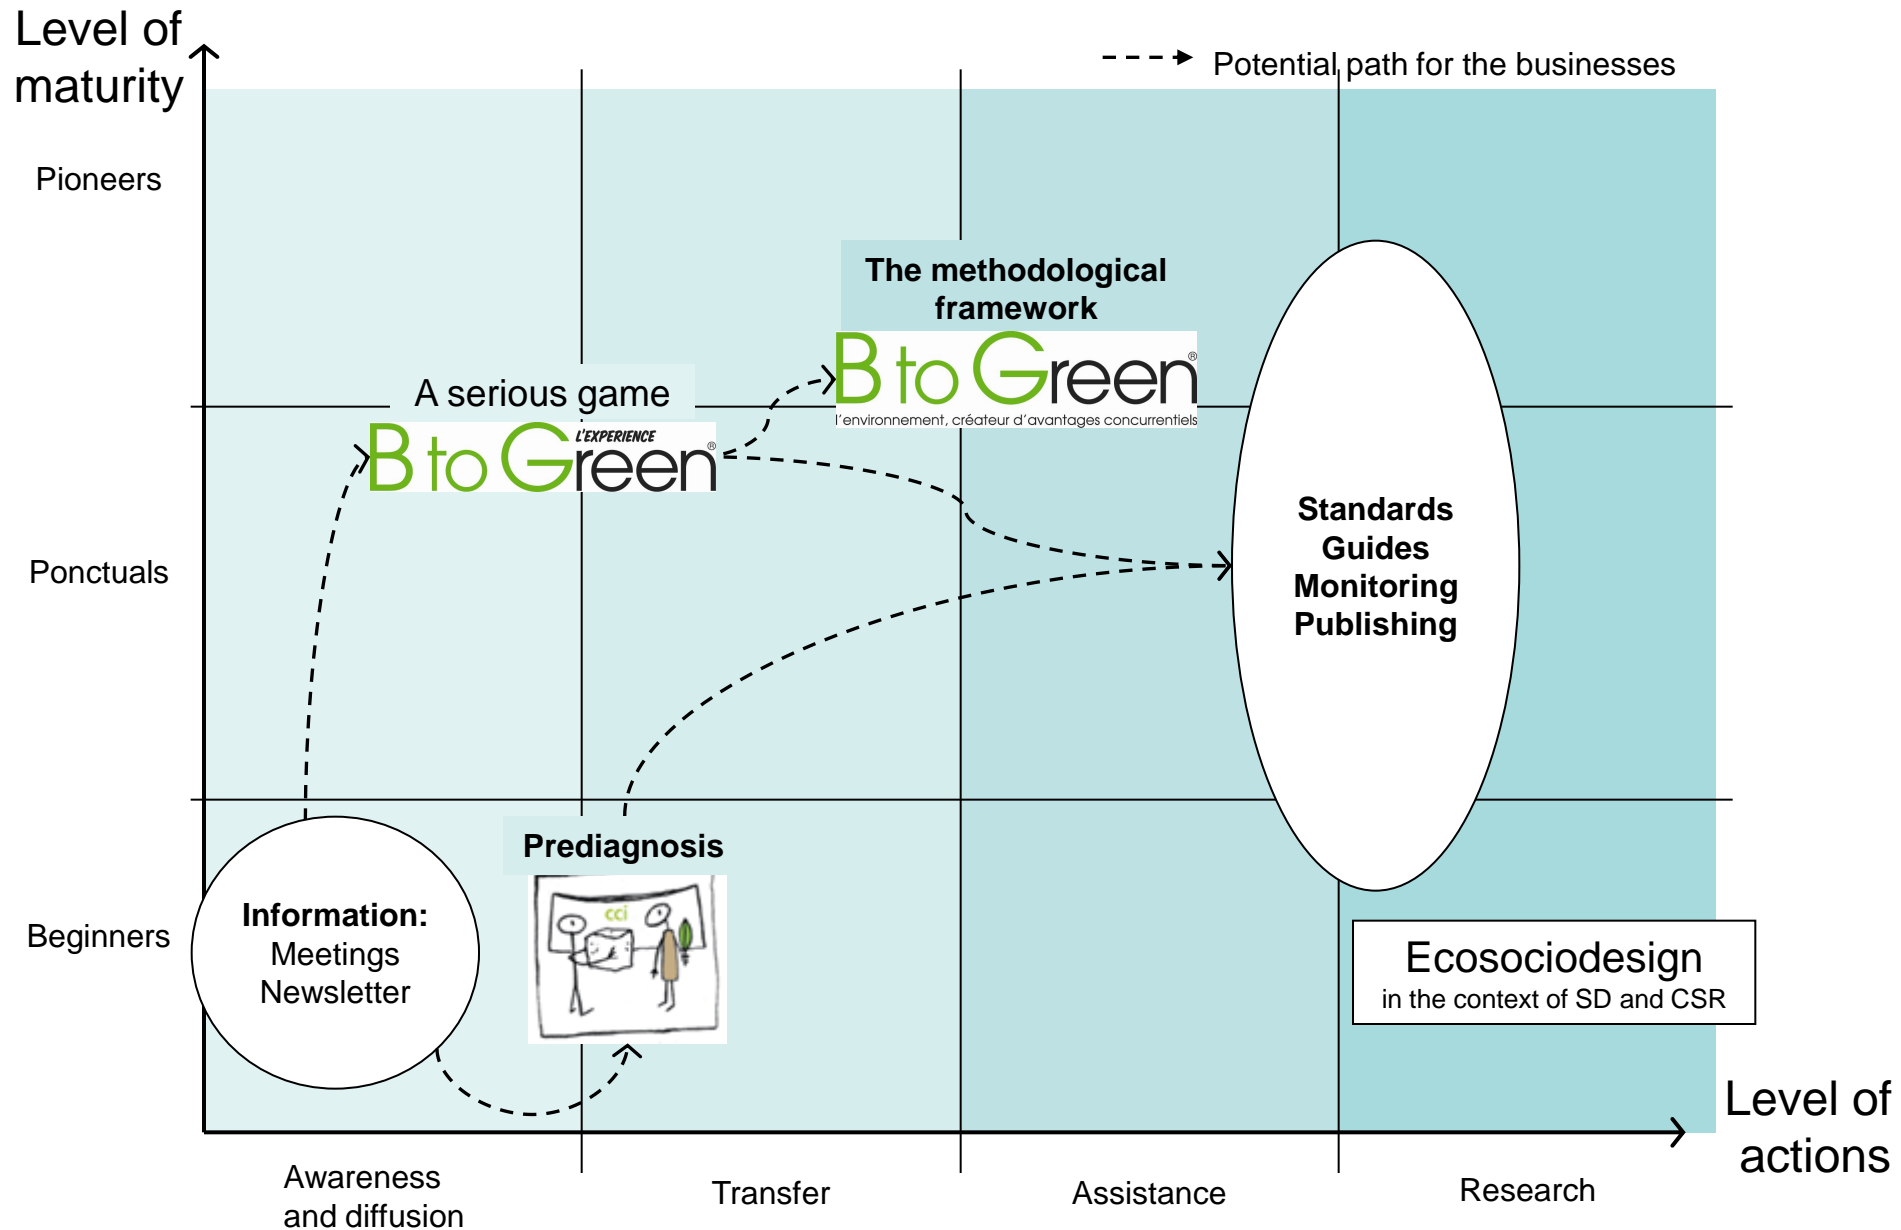 Level of
maturity
Potential path for the businesses
Pioneers
The methodological
framework
B to Green®
l'environnement, créateur d'avantages concurrentiels
A serious game
L'EXPERIENCE
B to Green®
Ponctuals
Standards
Guides
Monitoring
Publishing
Prediagnosis
cci
Beginners
Information:
Meetings
Newsletter
Ecosociodesign
in the context of SD and CSR
Level of
actions
Awareness
and diffusion
Transfer
Assistance
Research